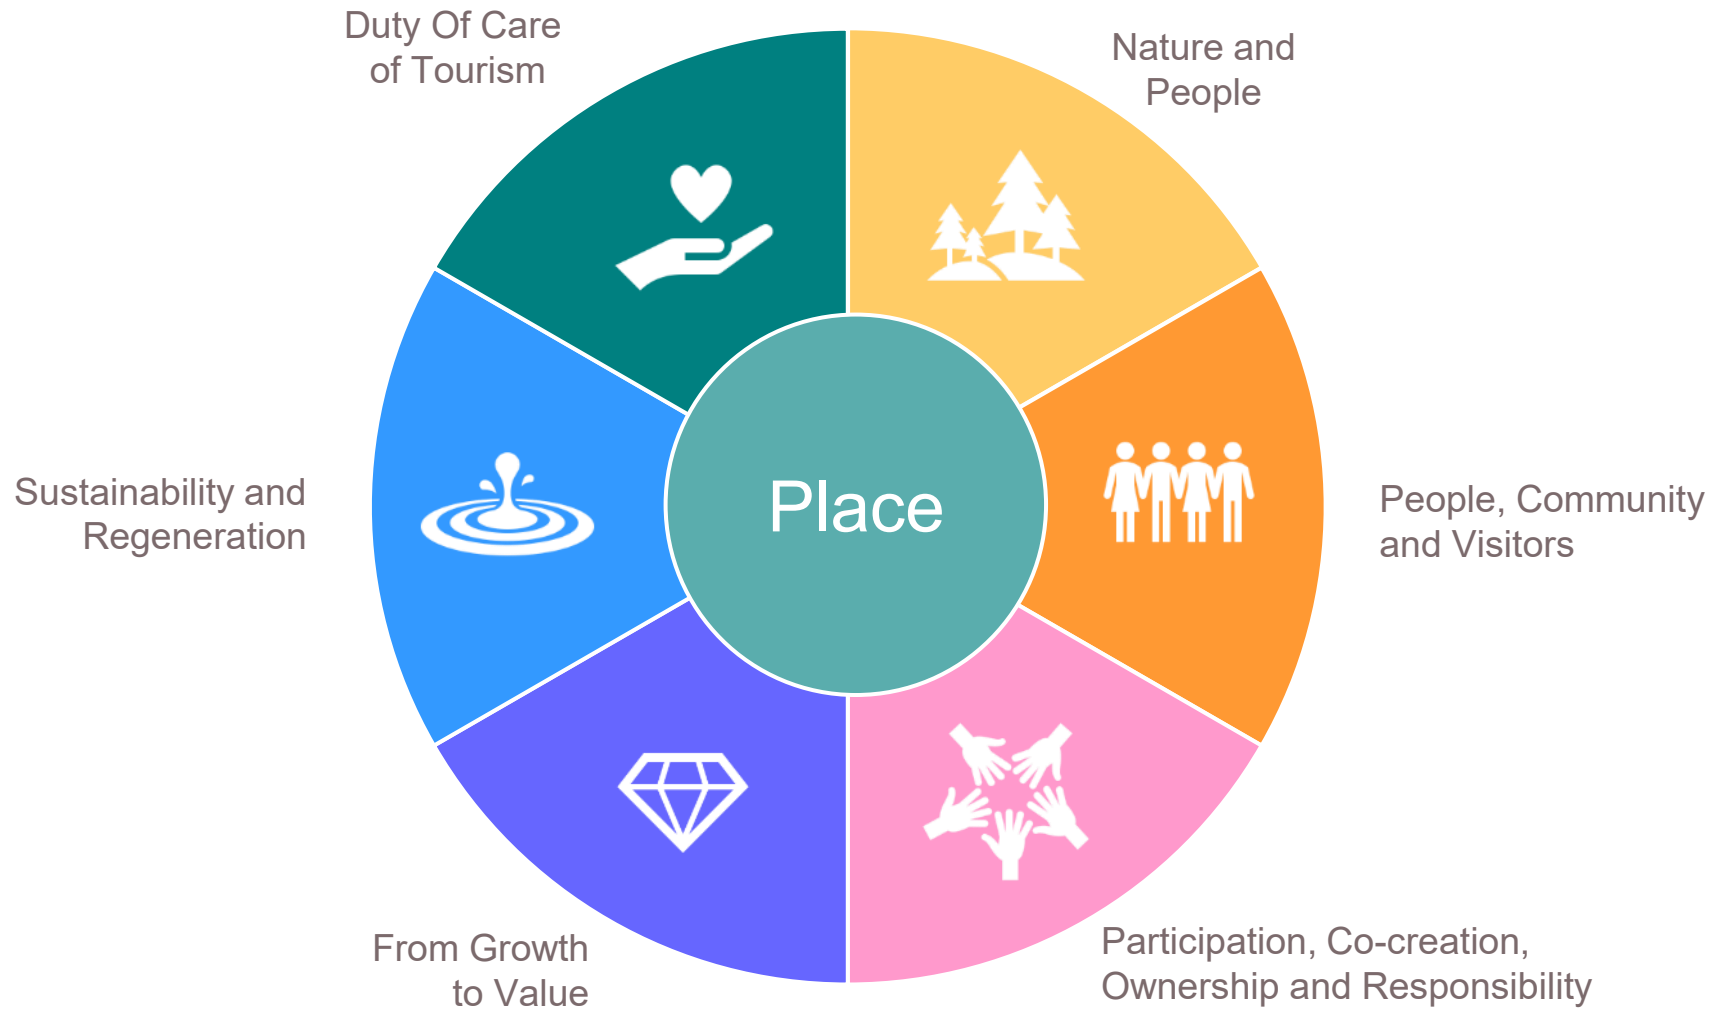 Duty Of Care
of Tourism
Nature and
People
Sustainability and
Regeneration
Place
People, Community
and Visitors
From Growth
to Value
Participation, Co-creation,
Ownership and Responsibility